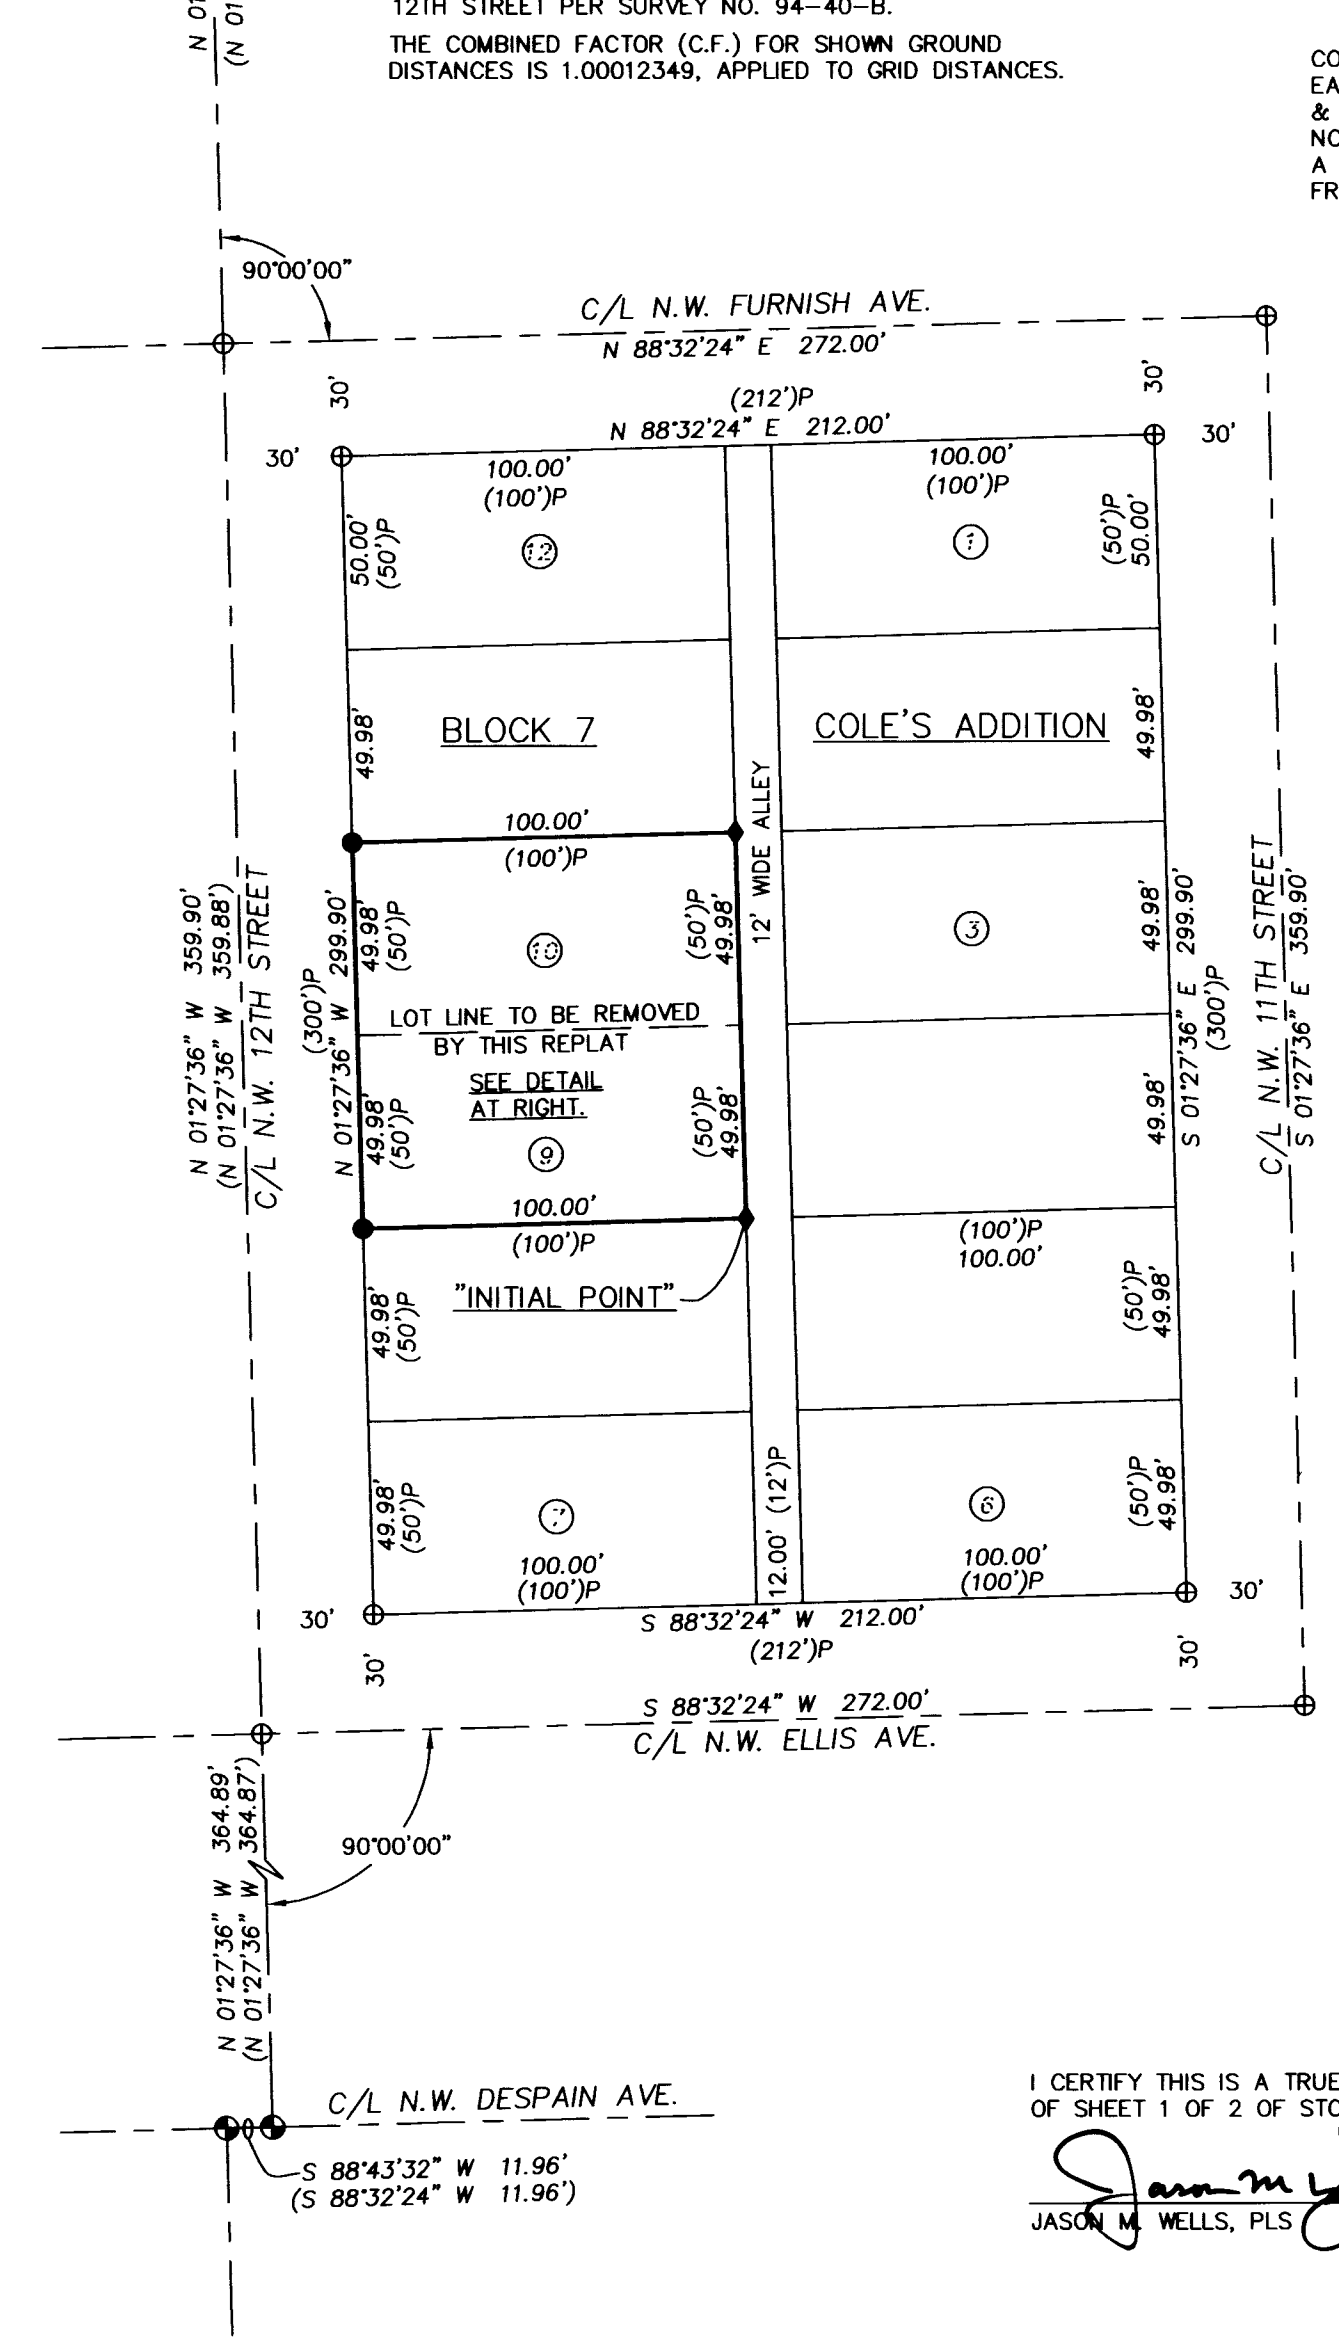 12TH STREET PER SURVEY NO. 94-40-B.
THE COMBINED FACTOR (C.F.) FOR SHOWN GROUND
DISTANCES IS 1.00012349, APPLIED TO GRID DISTANCES.
N 01
(N 01
CO
EA
&
NO
A
FR
90°00'00"
C/L N.W. FURNISH AVE.
N 88°32'24" E 272.00'
30'
30'
(212')P
N 88°32'24" E 212.00'
30'
30'
100.00'
(100')P
100.00'
(100')P
50.00'
(50')P
12
1
(50')P
50.00'
49.98'
BLOCK 7
COLE'S ADDITION
49.98'
12' WIDE ALLEY
100.00'
(100')P
N 01°27'36" W 359.90'
(N 01°27'36" W 359.88')
C/L N.W. 12TH STREET
(300')P
N 01°27'36" W 299.90'
49.98'
(50')P
10
(50')P
49.98'
3
49.98'
S 01°27'36" E 299.90'
(300')P
C/L N.W. 11TH STREET
S 01°27'36" E 359.90'
LOT LINE TO BE REMOVED
BY THIS REPLAT
SEE DETAIL
AT RIGHT.
49.98'
(50')P
9
(50')P
49.98'
49.98'
100.00'
(100')P
(100')P
100.00'
"INITIAL POINT"
49.98'
(50')P
(50')P
49.98'
49.98'
(50')P
7
100.00'
(100')P
12.00' (12')P
6
100.00'
(100')P
(50')P
49.98'
30'
30'
S 88°32'24" W 212.00'
(212')P
30'
30'
S 88°32'24" W 272.00'
C/L N.W. ELLIS AVE.
N 01°27'36" W 364.89'
(N 01°27'36" W 364.87')
90°00'00"
C/L N.W. DESPAIN AVE.
S 88°43'32" W 11.96'
(S 88°32'24" W 11.96')
I CERTIFY THIS IS A TRUE
OF SHEET 1 OF 2 OF STO
Jason M W
JASON M. WELLS, PLS